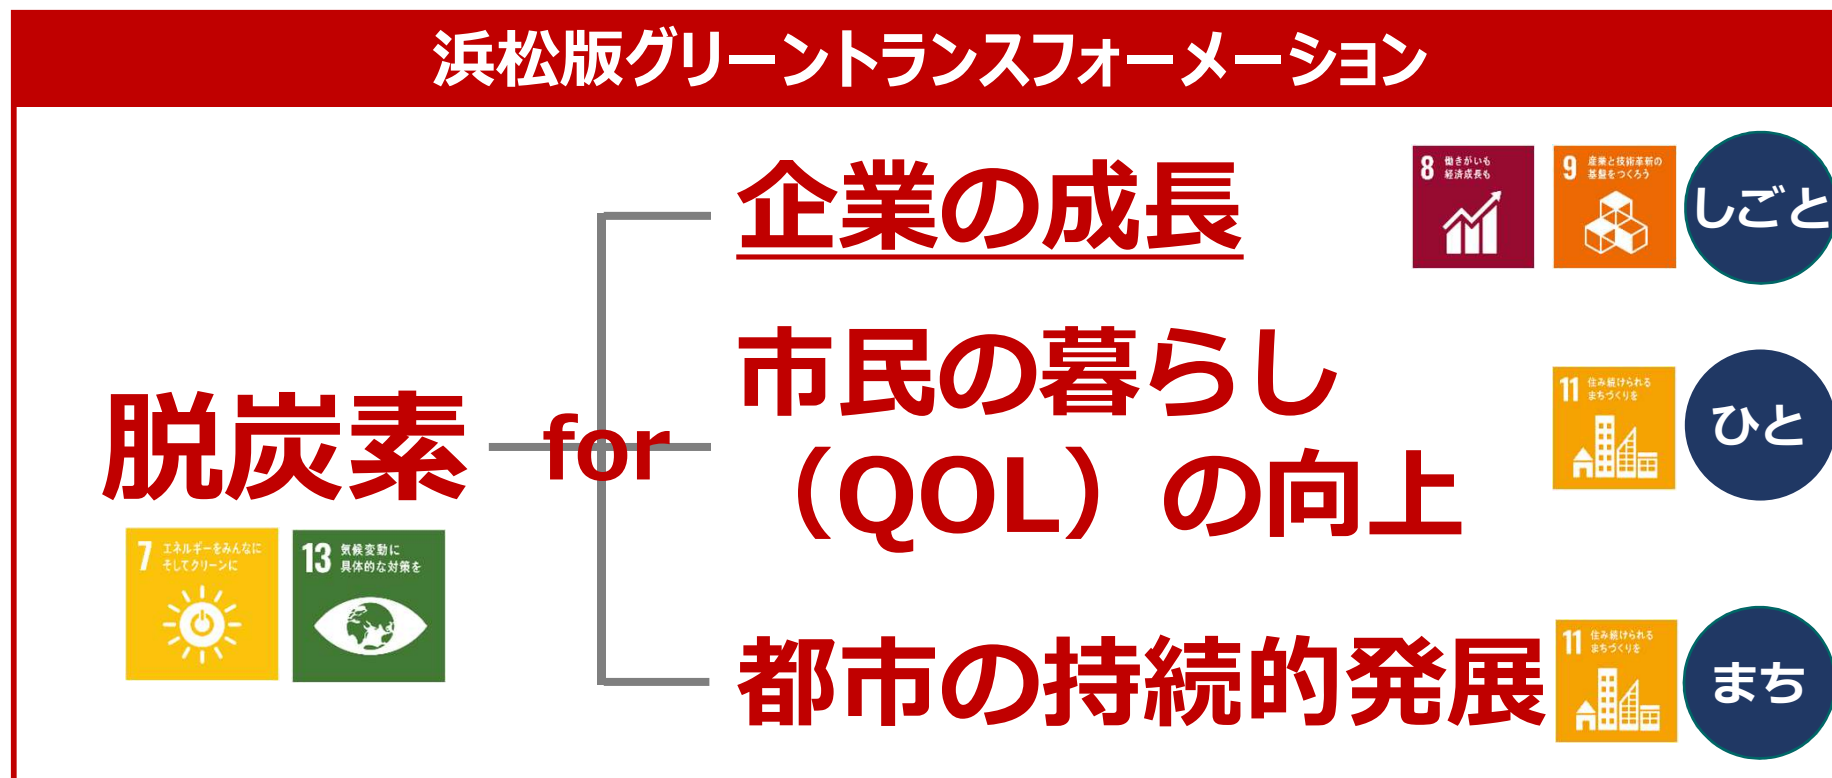 浜松版グリーントランスフォーメーション
企業の成長
8 働きがいも
経済成長も
9 産業と技術革新の
基盤をつくろう
しごと
市民の暮らし
（QOL）の向上
11 住み続けられる
まちづくりを
ひと
脱炭素 for
7 エネルギーをみんなに
そしてクリーンに
13 気候変動に
具体的な対策を
都市の持続的発展
11 住み続けられる
まちづくりを
まち